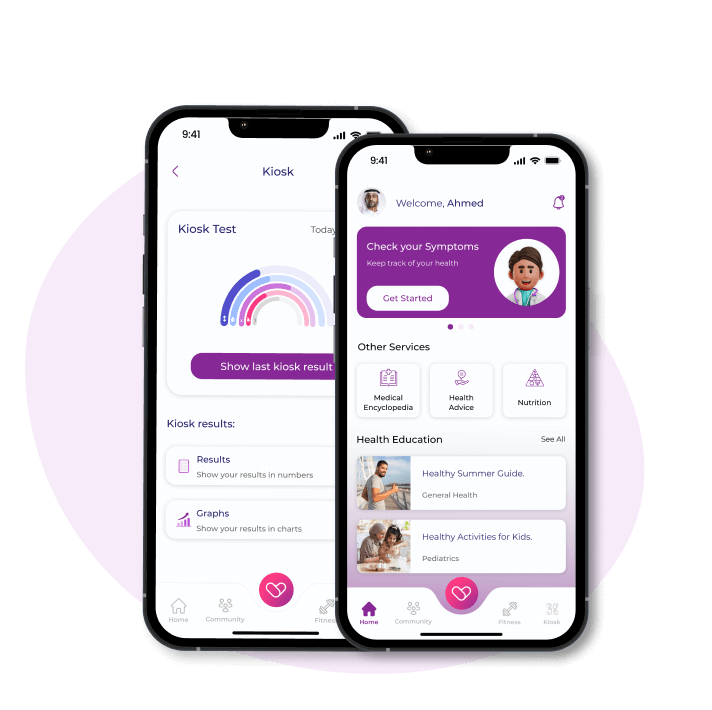 9:41
Kiosk
Kiosk Test
Today
Show last kiosk result
Kiosk results:
Results
Show your results in numbers
Graphs
Show your results in charts
Home
Community
Fitness
9:41
Welcome, Ahmed
Check your Symptoms
Keep track of your health
Get Started
Other Services
Medical
Encyclopedia
Health
Advice
Nutrition
Health Education
See All
Healthy Summer Guide.
General Health
Healthy Activities for Kids.
Pediatrics
Home
Community
Fitness
Kiosk